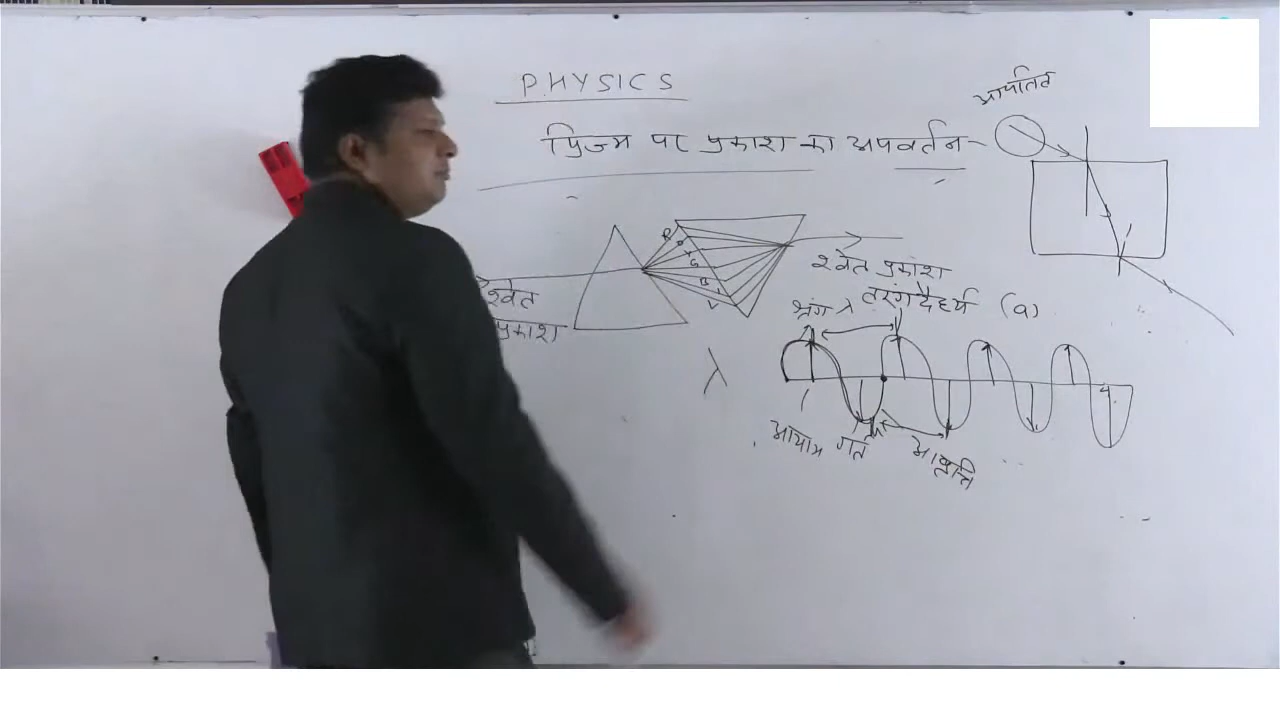 PHYSICS
आपतित
प्रिज्म पर प्रकाश का अपवर्तन-
R
O
Y
G
B
I
V
श्वेत
प्रकाश
श्वेत प्रकाश
श्रंग λ तरंगदैर्ध्य (a)
λ
आयाम गर्त आवृत्ति